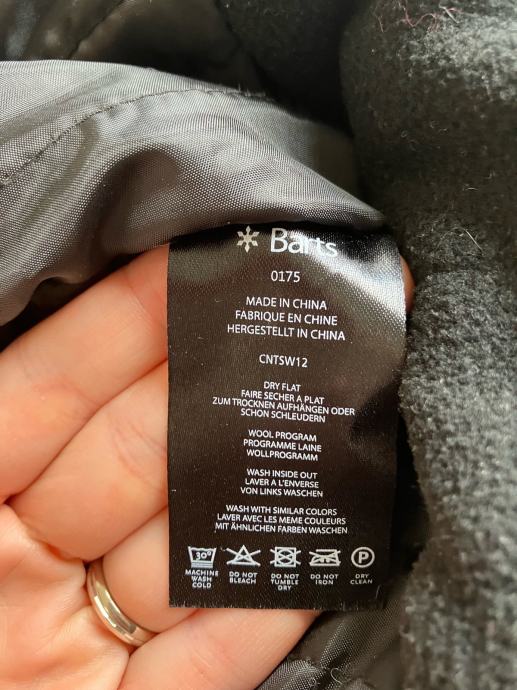 Barts
0175
MADE IN CHINA
FABRIQUE EN CHINE
HERGESTELLT IN CHINA
CNTSW12
DRY FLAT
FAIRE SECHER A PLAT
ZUM TROCKNEN AUFHÄNGEN ODER
SCHON SCHLEUDERN
WOOL PROGRAM
PROGRAMME LAINE
WOLLPROGRAMM
WASH INSIDE OUT
LAVER A L'ENVERSE
VON LINKS WASCHEN
WASH WITH SIMILAR COLORS
LAVER AVEC LES MEME COULEURS
MIT ÄHNLICHEN FARBEN WASCHEN
30° P
MACHINE WASH COLD
DO NOT BLEACH
DO NOT TUMBLE DRY
DO NOT IRON
DRY CLEAN